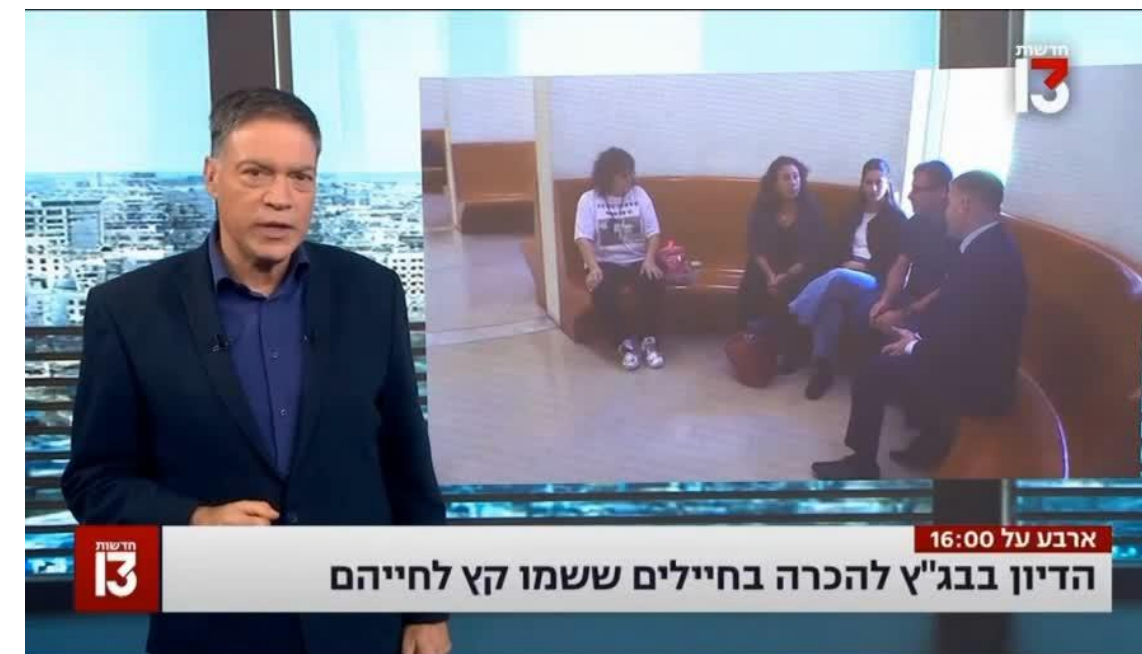 חדשות
13
ארבע על 16:00
הדיון בבג"ץ להכרה בחיילים ששמו קץ לחייהם
חדשות
13